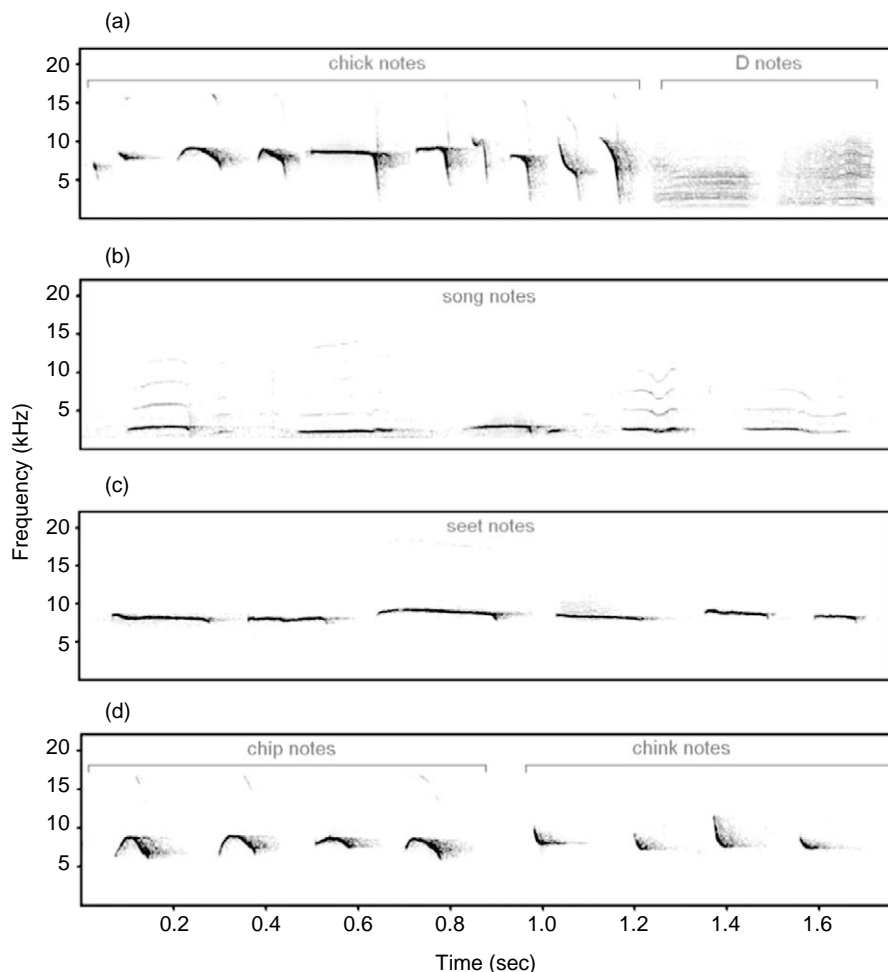 (a)
chick notes
D notes
20
15
10
5
(b)
song notes
20
15
10
5
(c)
seet notes
20
15
10
5
(d)
chip notes
chink notes
20
15
10
5
Frequency (kHz)
0.2 0.4 0.6 0.8 1.0 1.2 1.4 1.6
Time (sec)